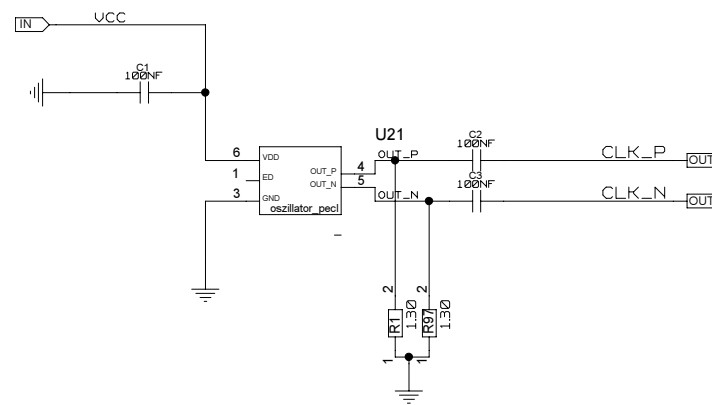 IN
VCC
C1
100NF
U21
C2
100NF
OUT_P
CLK_P
OUT
6
VDD
1
ED
OUT_P
4
OUT_N
5
C3
100NF
OUT_N
CLK_N
OUT
3
GND
oszillator_pecl
2
2
R1
130
R97
130
1
1